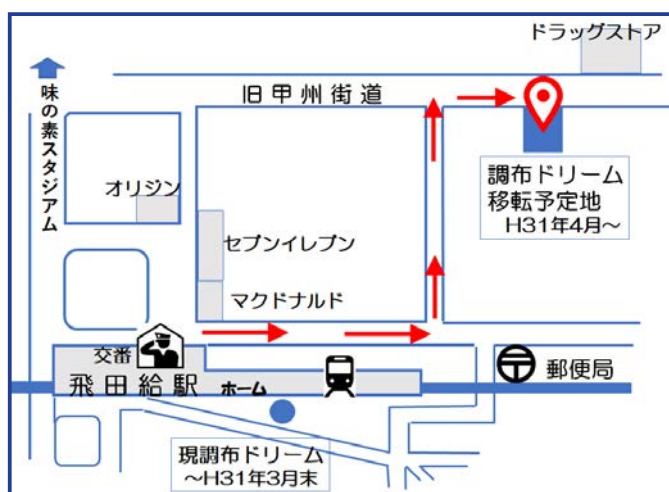 ドラッグストア
旧甲州街道
味の素スタジアム
オリジン
調布ドリーム
移転予定地
H31年4月～
セブンイレブン
マクドナルド
交番
飛田給駅
ホーム
郵便局
現調布ドリーム
～H31年3月末